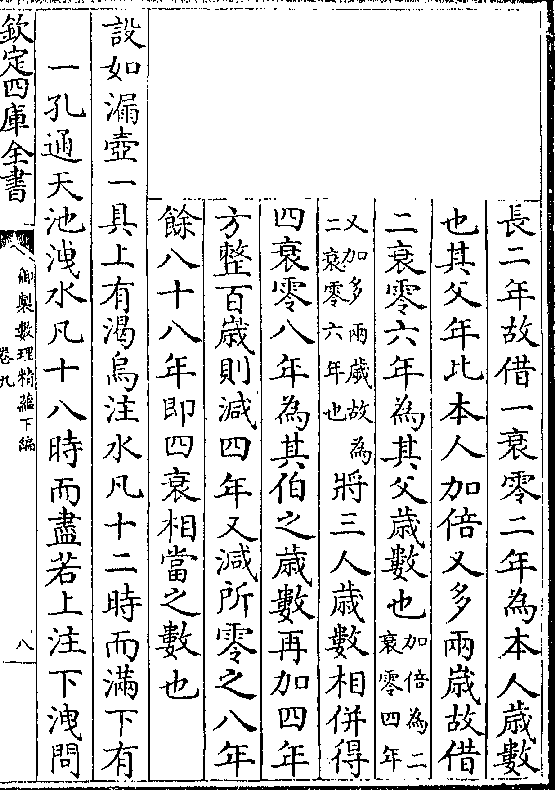 長二年故借一衰零二年為本人歲數
也其父年比本人加倍又多兩歲故借
二衰零六年為其父歲數也加倍為二衰零四年
又加多兩歲故為二衰零六年也將三人歲數相併得
四衰零八年為其伯之歲數再加四年
方整百歲則減四年又減所零之八年
餘八十八年即四衰相當之數也
設如漏壺一具上有渴烏注水凡十二時而滿下有
一孔通天池洩水凡十八時而盡若上注下洩問
欽定四庫全書
御製數理精蘊下編
卷九
八